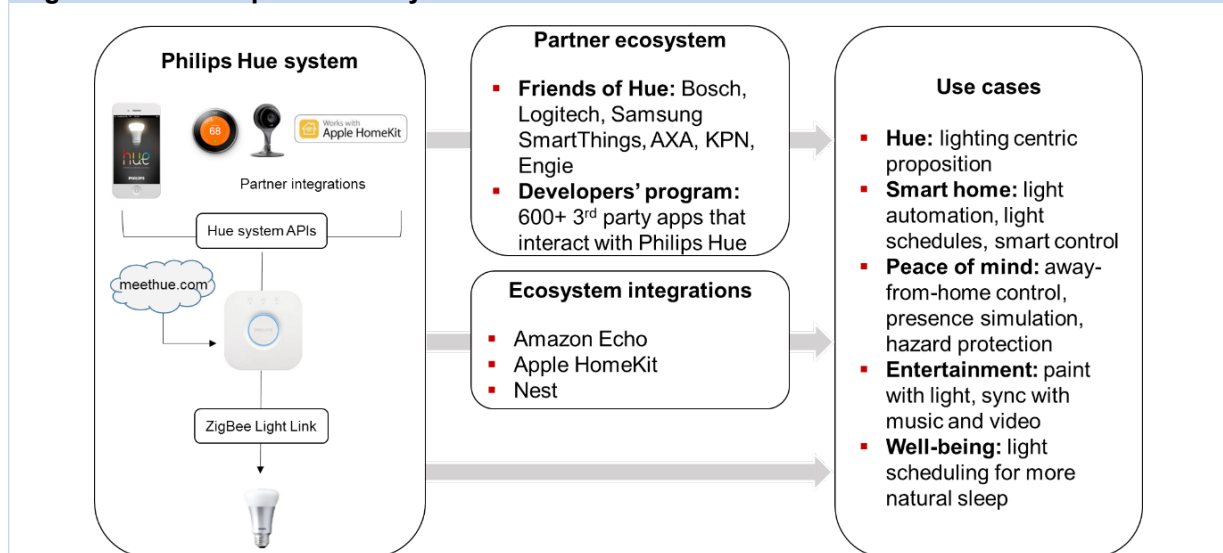 Philips Hue system
68
Works with
Apple HomeKit
hue
PHILIPS
Partner integrations
Hue system APIs
meethue.com
ZigBee Light Link
Partner ecosystem
▪ Friends of Hue: Bosch,
Logitech, Samsung
SmartThings, AXA, KPN,
Engie
▪ Developers’ program:
600+ 3rd party apps that
interact with Philips Hue
Ecosystem integrations
▪ Amazon Echo
▪ Apple HomeKit
▪ Nest
Use cases
▪ Hue: lighting centric
proposition
▪ Smart home: light
automation, light
schedules, smart control
▪ Peace of mind: away-
from-home control,
presence simulation,
hazard protection
▪ Entertainment: paint
with light, sync with
music and video
▪ Well-being: light
scheduling for more
natural sleep